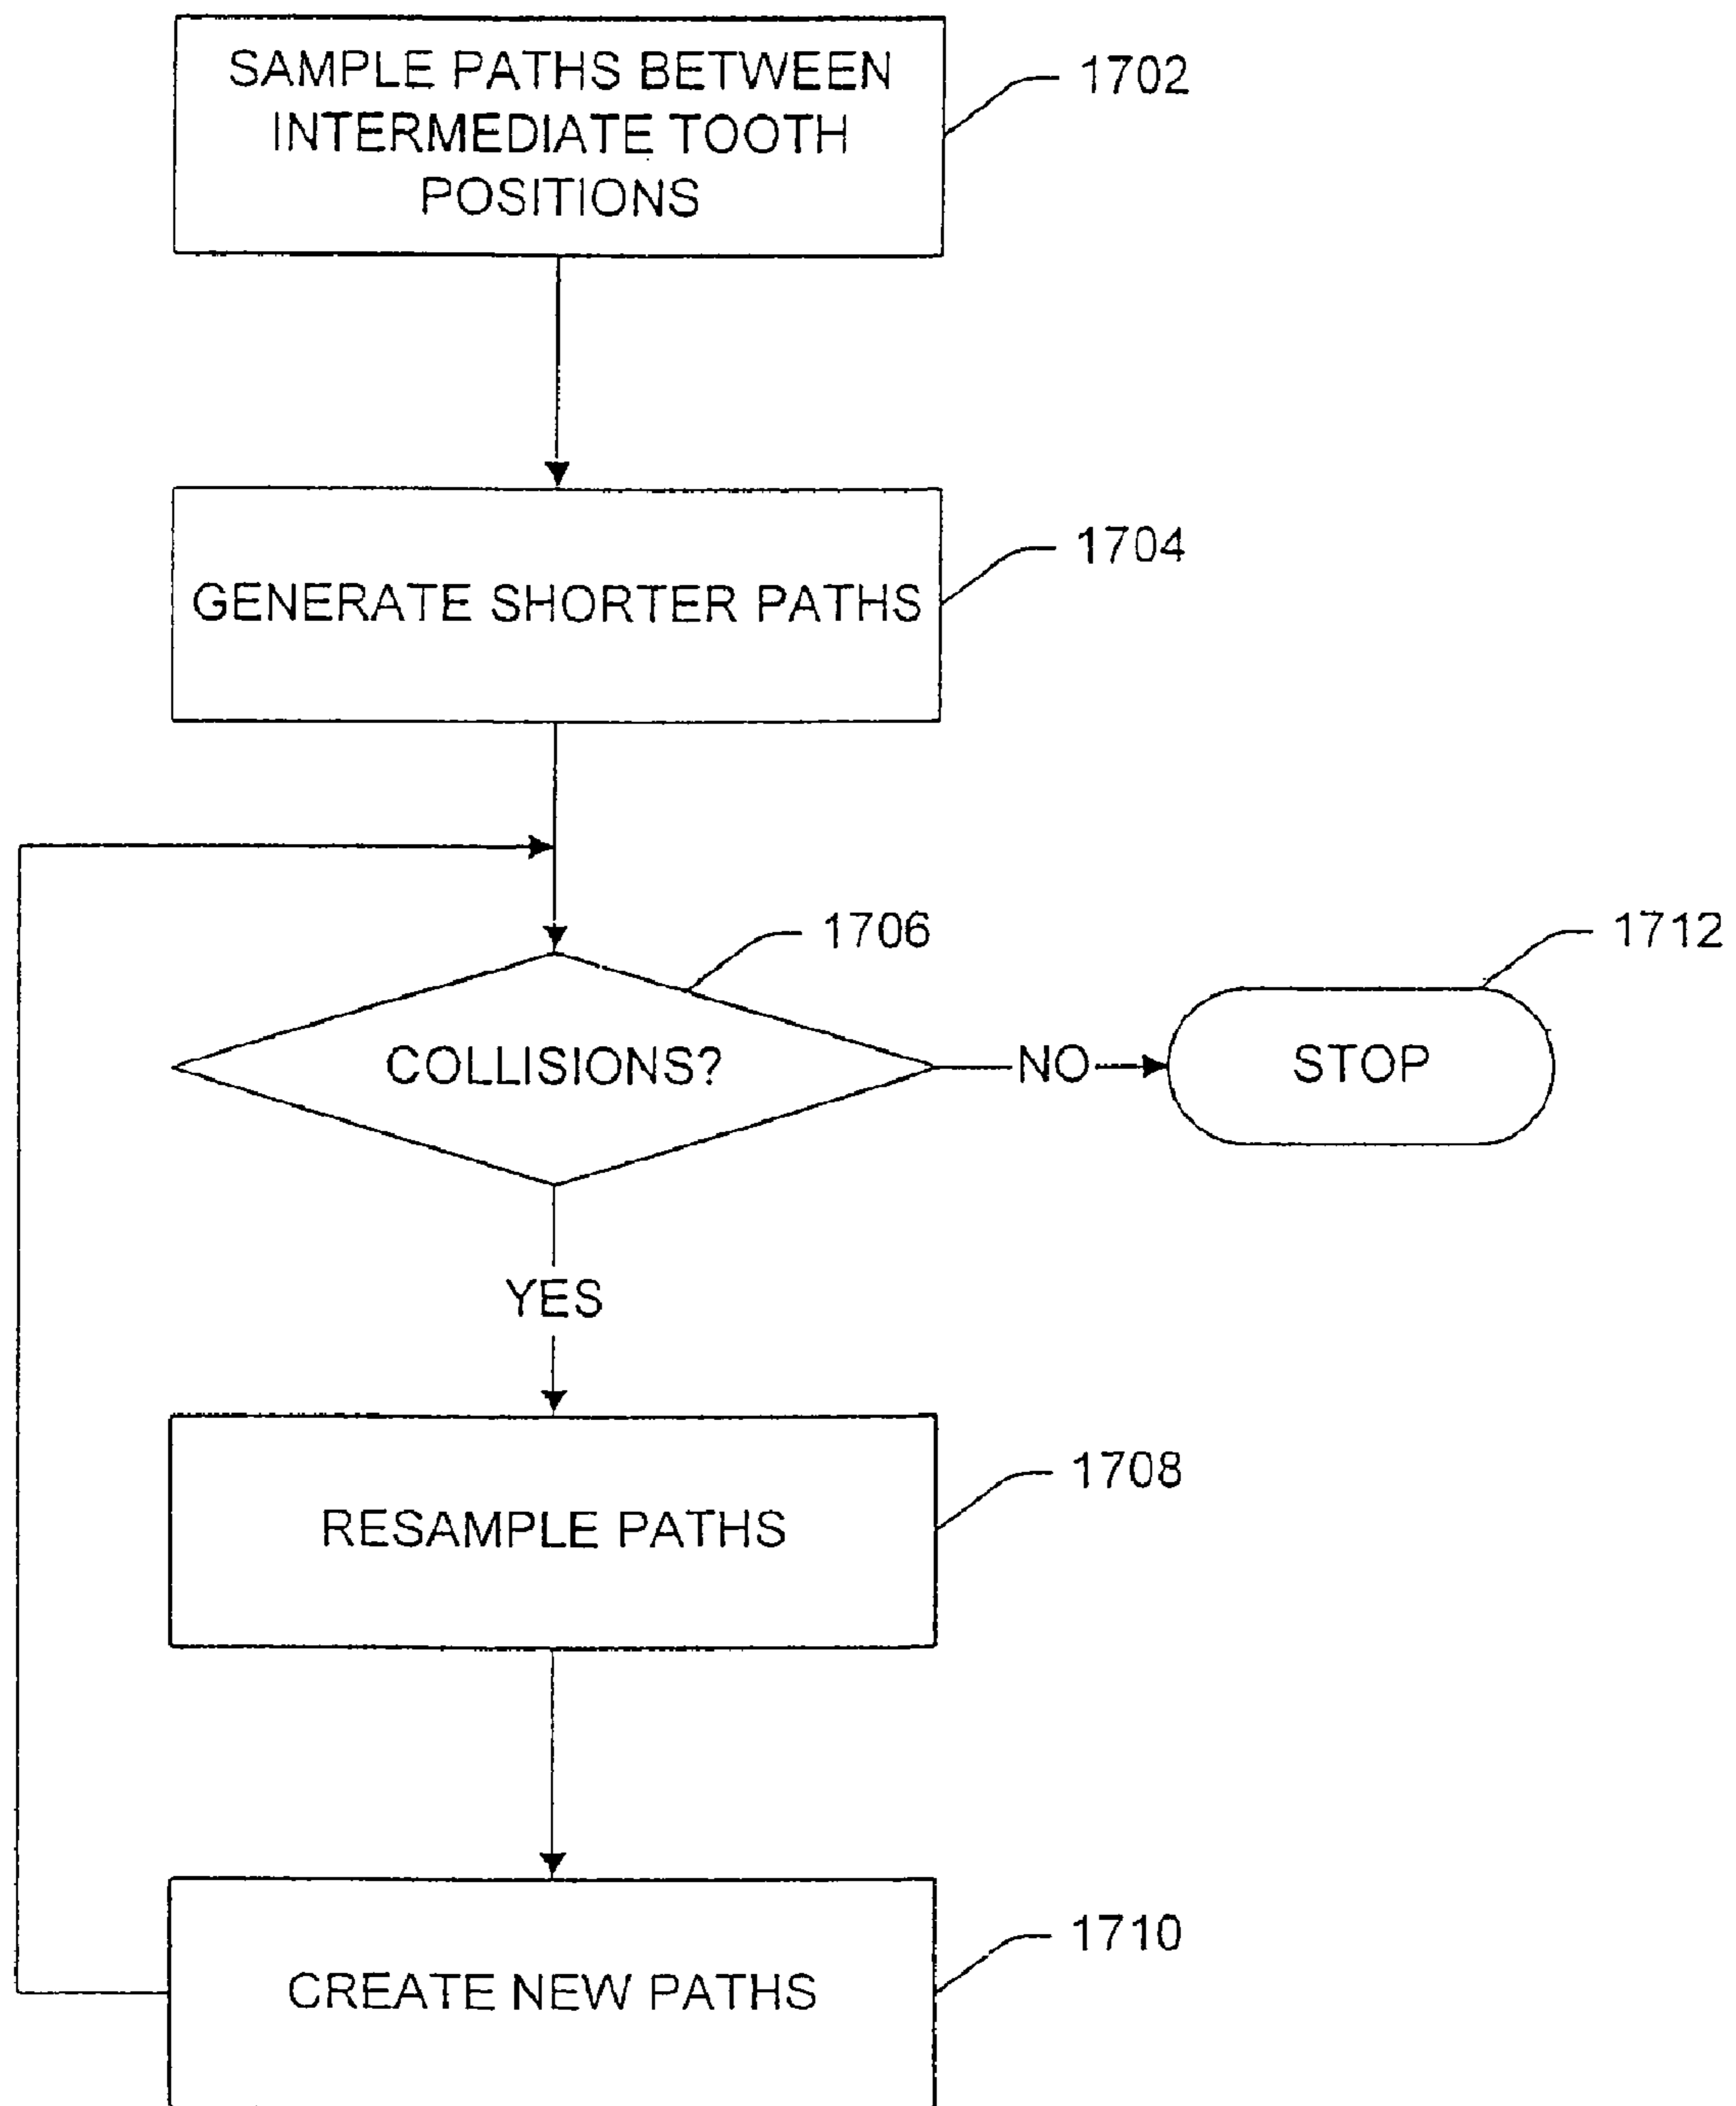 SAMPLE PATHS BETWEEN
INTERMEDIATE TOOTH
POSITIONS
1702
GENERATE SHORTER PATHS
1704
COLLISIONS?
1706
NO
STOP
1712
YES
RESAMPLE PATHS
1708
CREATE NEW PATHS
1710